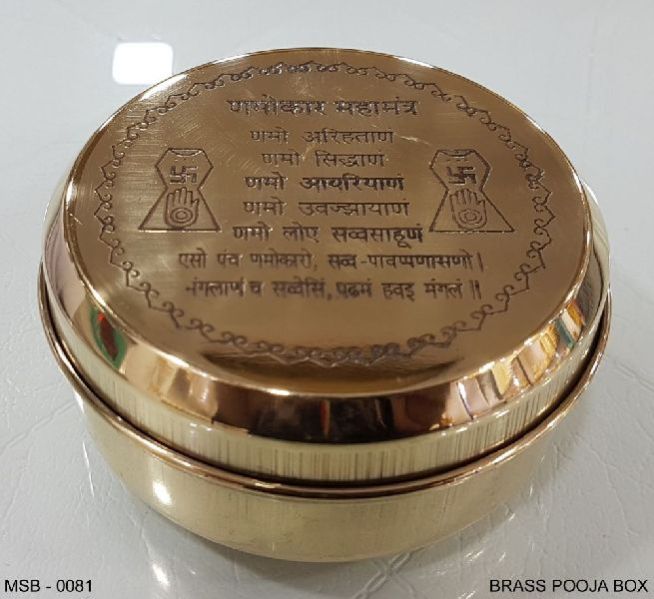 णमोकार महामंत्र
णमो अरिहताण
णमो सिद्धाणं
णमो आयरियाणं
णमो उवज्झायाणं
णमो लोए सव्वसाहूणं
एसो पंच णमोकारो, सव्व-पावप्पणासणो।
मंगलाणं च सव्वेसिं, पढमं हवइ मंगलं॥
MSB - 0081
BRASS POOJA BOX